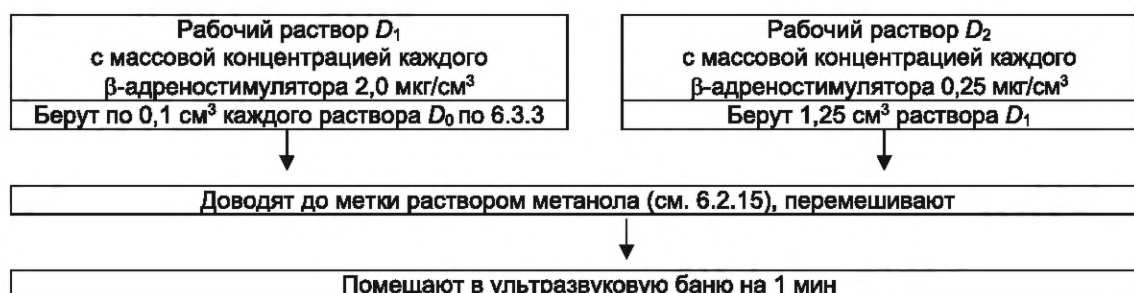 Рабочий раствор D₁
с массовой концентрацией каждого
β-адреностимулятора 2,0 мкг/см³
Берут по 0,1 см³ каждого раствора D₀ по 6.3.3
Рабочий раствор D₂
с массовой концентрацией каждого
β-адреностимулятора 0,25 мкг/см³
Берут 1,25 см³ раствора D₁
Доводят до метки раствором метанола (см. 6.2.15), перемешивают
Помещают в ультразвуковую баню на 1 мин